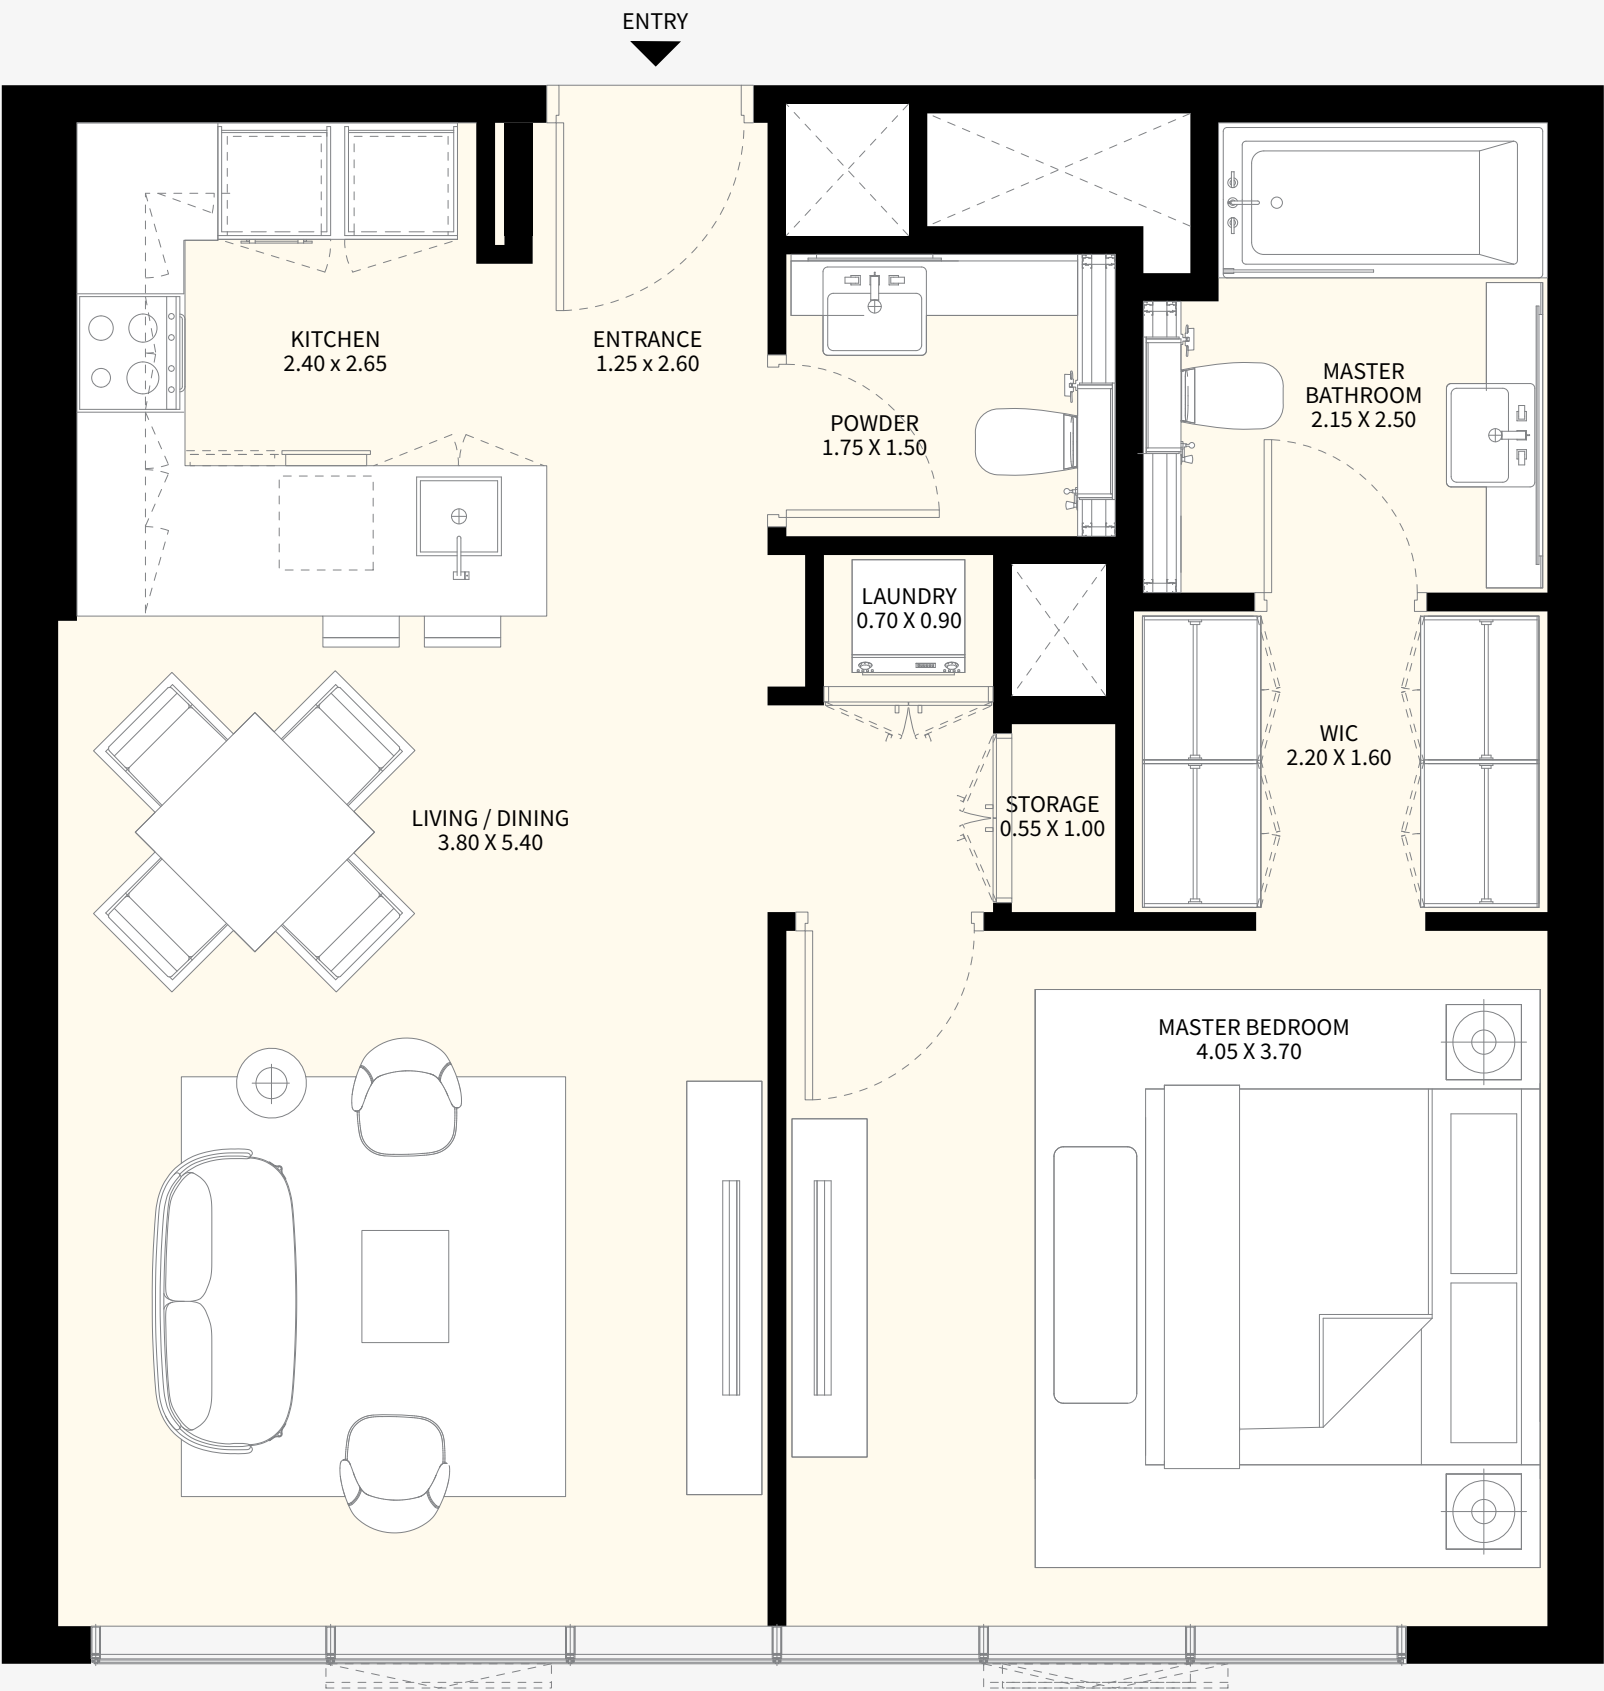 ENTRY
KITCHEN
2.40 x 2.65
ENTRANCE
1.25 x 2.60
POWDER
1.75 X 1.50
MASTER
BATHROOM
2.15 X 2.50
LAUNDRY
0.70 X 0.90
WIC
2.20 X 1.60
STORAGE
0.55 X 1.00
LIVING / DINING
3.80 X 5.40
MASTER BEDROOM
4.05 X 3.70